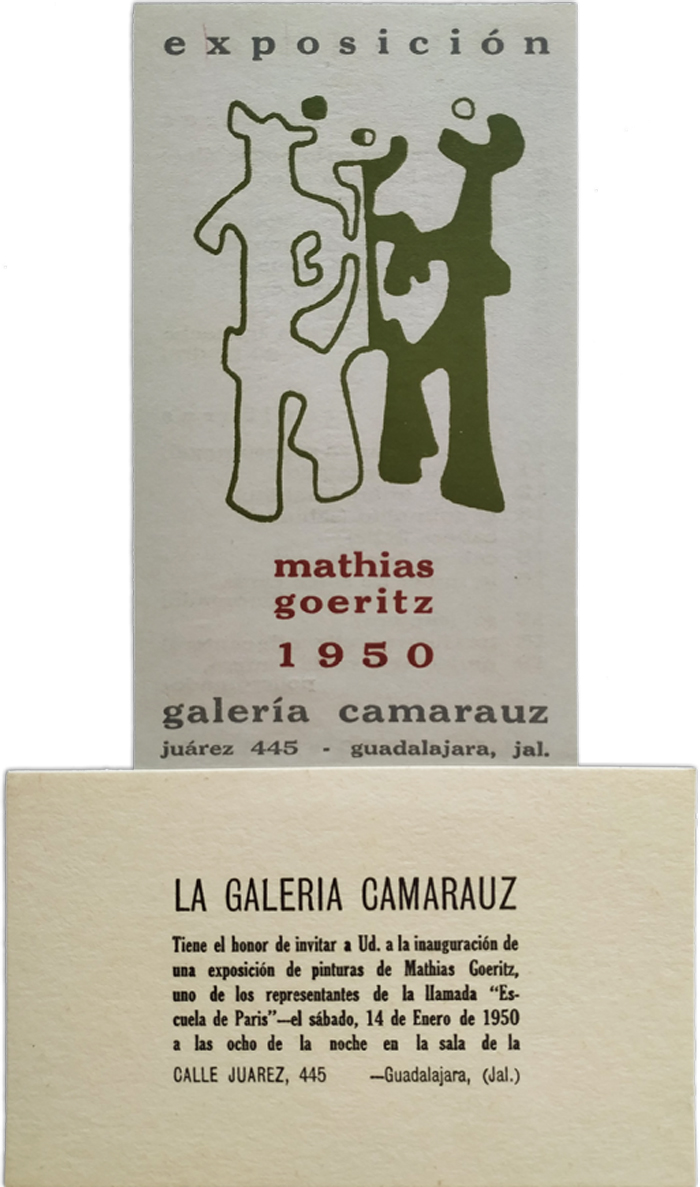 exposición
mathias
goeritz
1950
galería camarauz
juárez 445 - guadalajara, jal.
LA GALERIA CAMARAUZ
Tiene el honor de invitar a Ud. a la inauguración de
una exposición de pinturas de Mathias Goeritz,
uno de los representantes de la llamada “Es-
cuela de Paris”—el sábado, 14 de Enero de 1950
a las ocho de la noche en la sala de la
CALLE JUAREZ, 445 —Guadalajara, (Jal.)